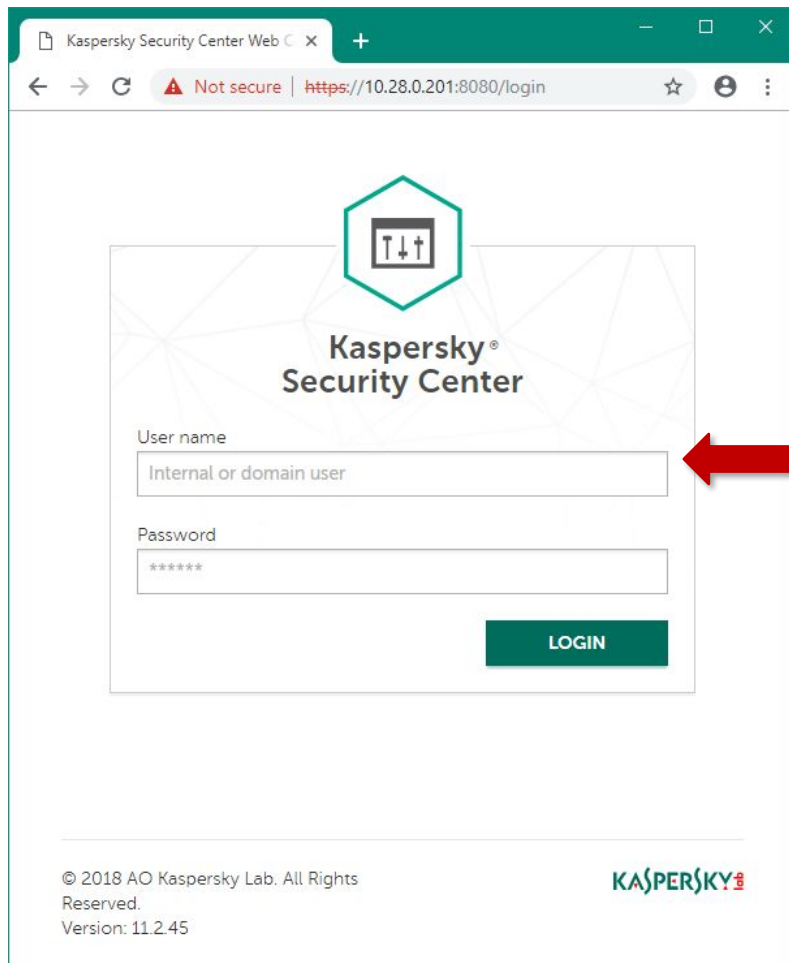 Kaspersky Security Center Web C
Not secure | https://10.28.0.201:8080/login
Kaspersky®
Security Center
User name
Internal or domain user
Password
******
LOGIN
© 2018 AO Kaspersky Lab. All Rights
Reserved.
Version: 11.2.45
KASPERSKY lab